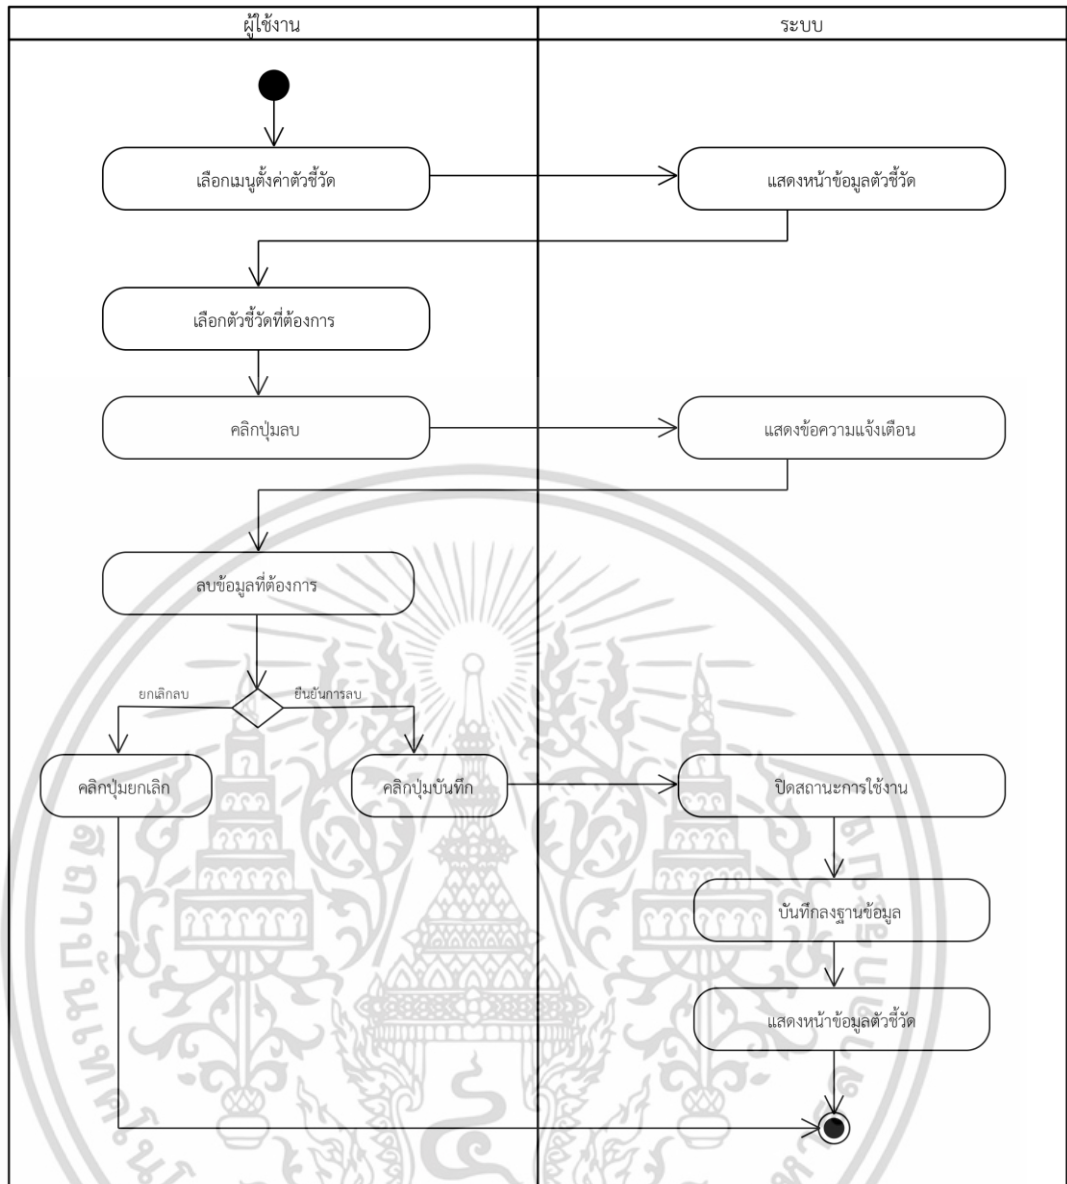 ผู้ใช้งาน
ระบบ
เลือกเมนูตั้งค่าตัวชี้วัด
แสดงหน้าข้อมูลตัวชี้วัด
เลือกตัวชี้วัดที่ต้องการ
คลิกปุ่มลบ
แสดงข้อความแจ้งเตือน
ลบข้อมูลที่ต้องการ
ยกเลิกลบ
ยืนยันการลบ
คลิกปุ่มยกเลิก
คลิกปุ่มบันทึก
ปิดสถานะการใช้งาน
บันทึกลงฐานข้อมูล
แสดงหน้าข้อมูลตัวชี้วัด